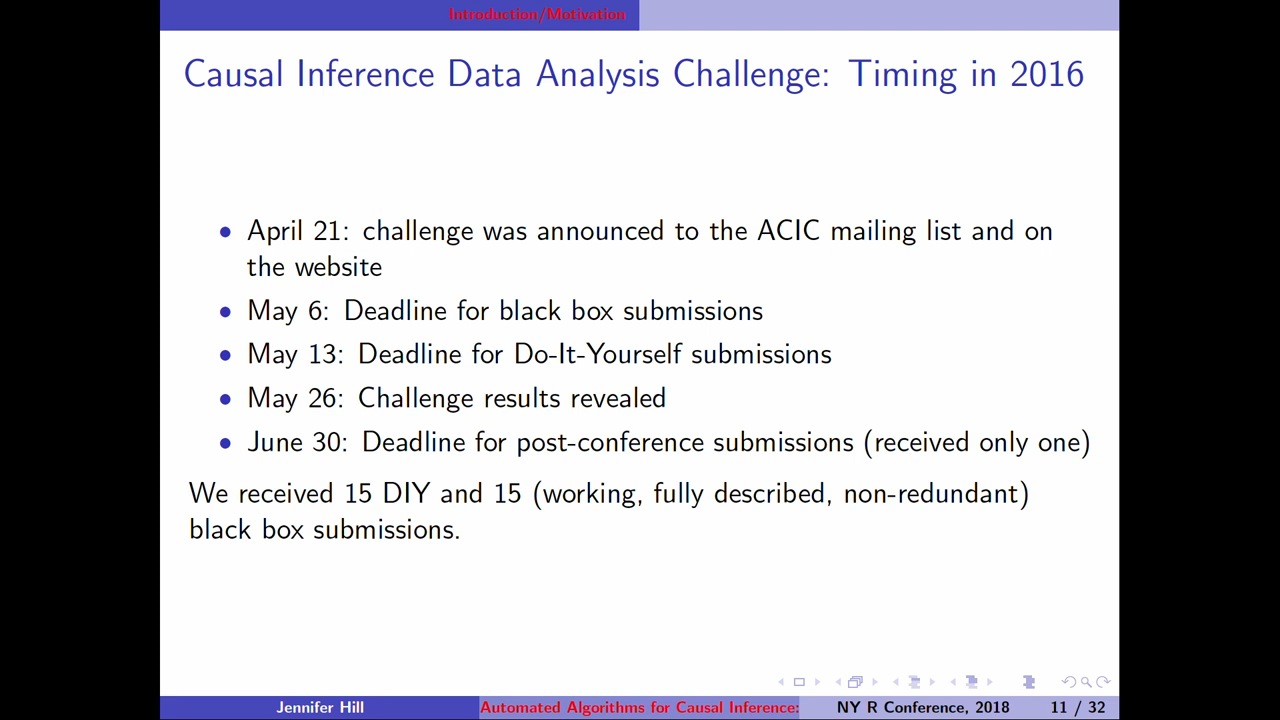 Introduction/Motivation
Causal Inference Data Analysis Challenge: Timing in 2016
• April 21: challenge was announced to the ACIC mailing list and on
the website
• May 6: Deadline for black box submissions
• May 13: Deadline for Do-It-Yourself submissions
• May 26: Challenge results revealed
• June 30: Deadline for post-conference submissions (received only one)
We received 15 DIY and 15 (working, fully described, non-redundant)
black box submissions.
Jennifer Hill Automated Algorithms for Causal Inference: NY R Conference, 2018 11 / 32